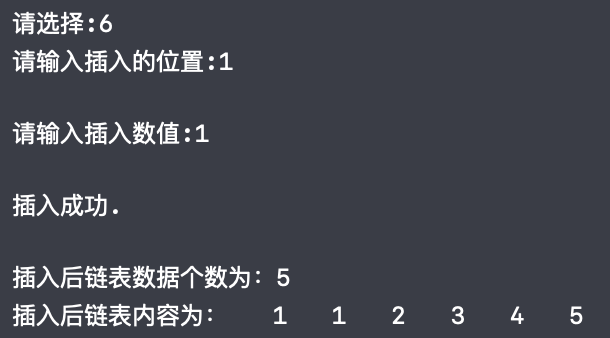 请选择:6
请输入插入的位置:1
请输入插入数值:1
插入成功.
插入后链表数据个数为: 5
插入后链表内容为:    1    1    2    3    4    5